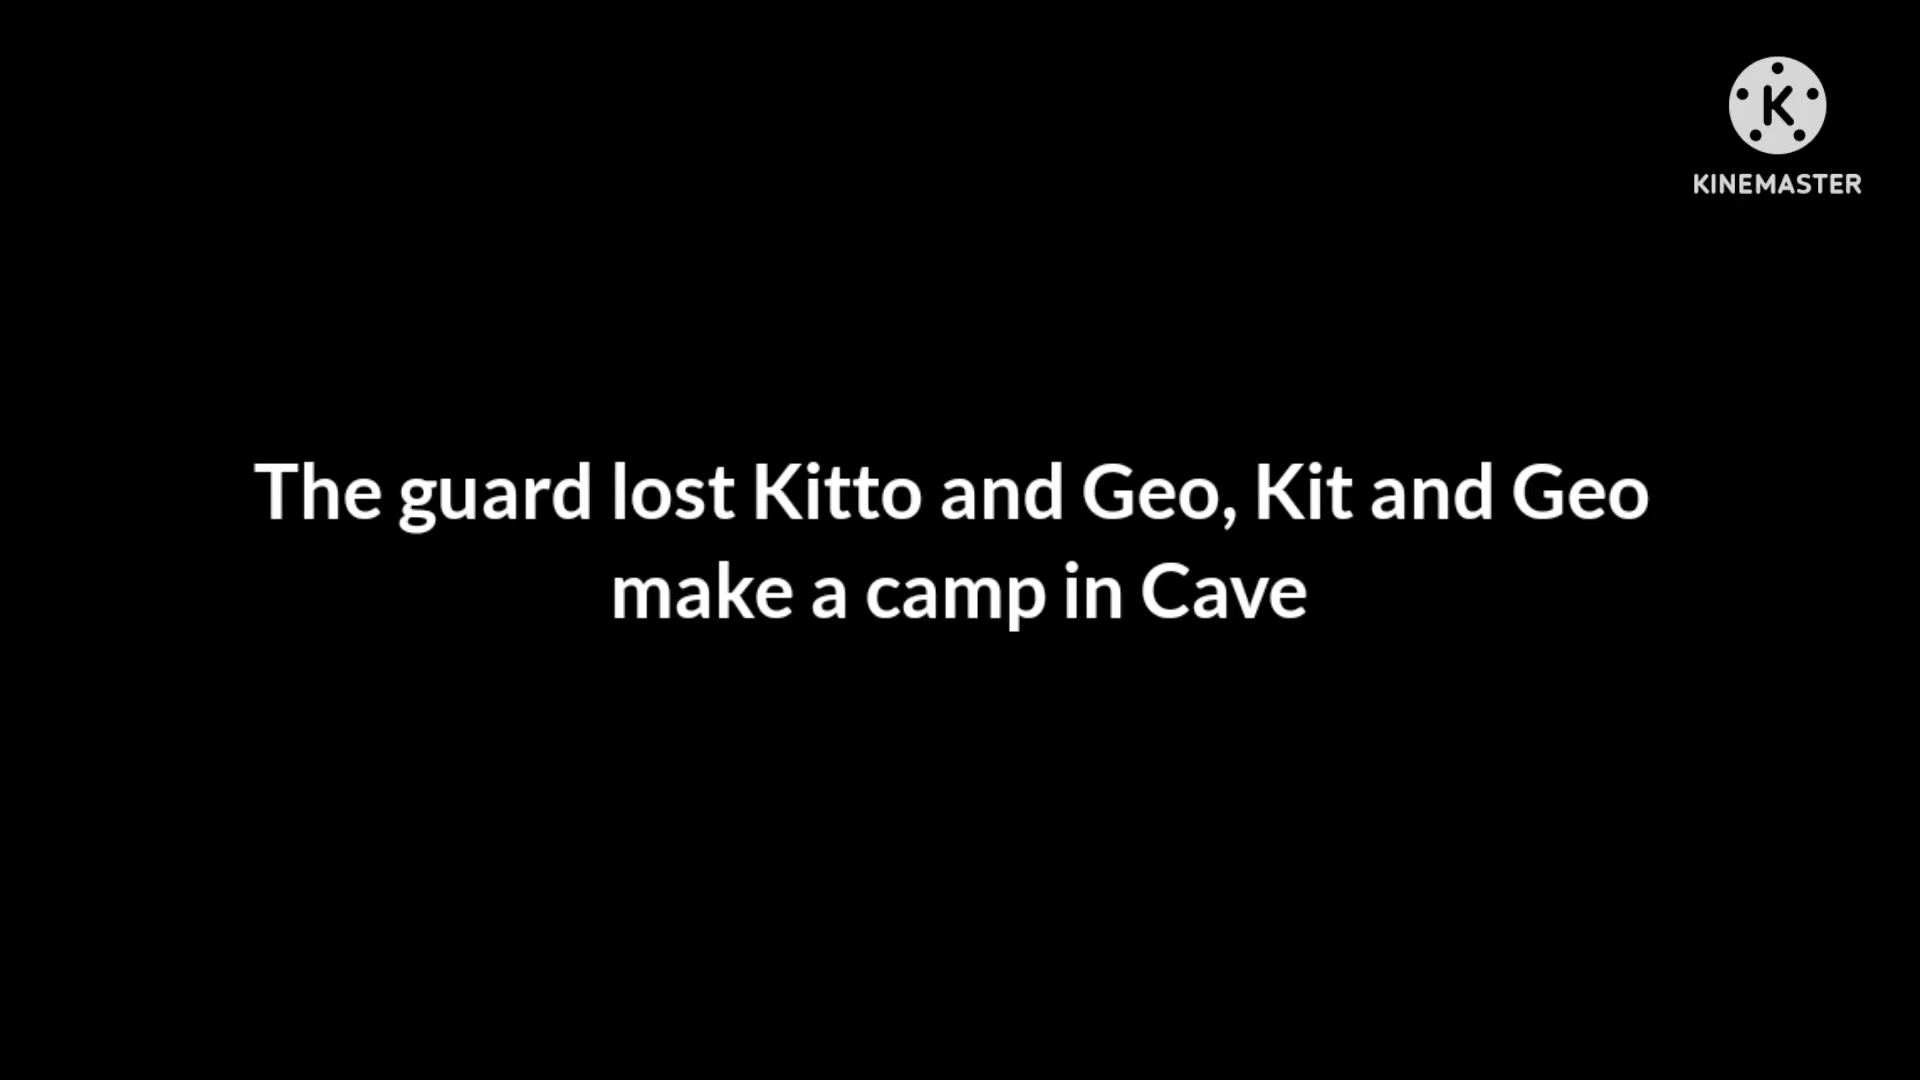 K
KINEMASTER
The guard lost Kitto and Geo, Kit and Geo
make a camp in Cave